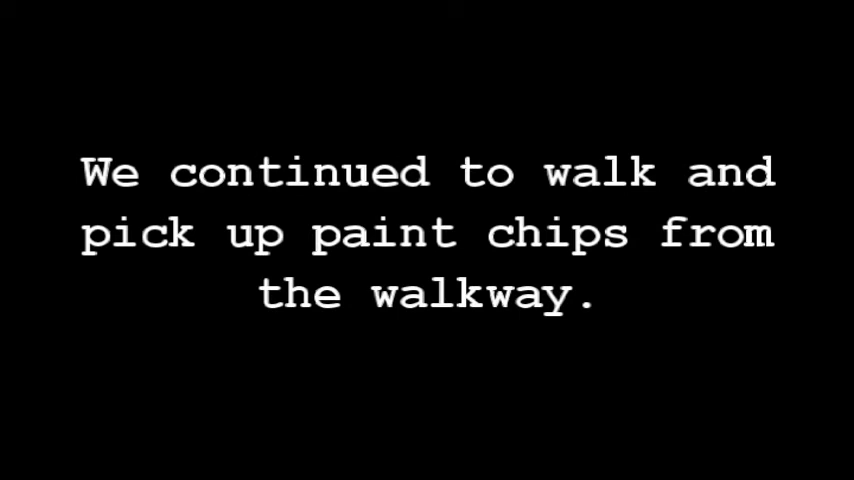 We continued to walk and
pick up paint chips from
the walkway.